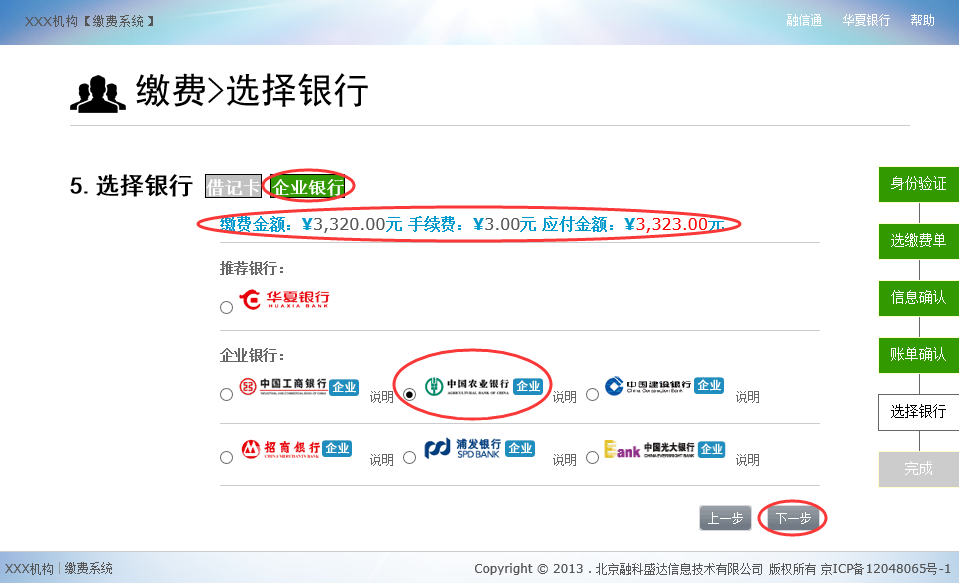 XXX机构【缴费系统】
融信通 华夏银行 帮助
缴费>选择银行
5. 选择银行 借记卡 企业银行
缴费金额：¥3,320.00元 手续费：¥3.00元 应付金额：¥3,323.00元
推荐银行：
华夏银行
HUAXIA BANK
企业银行：
中国工商银行 企业 说明
INDUSTRIAL AND COMMERCIAL BANK OF CHINA
中国农业银行 企业 说明
AGRICULTURAL BANK OF CHINA
中国建设银行 企业 说明
China Construction Bank
招商银行 企业 说明
CHINA MERCHANTS BANK
浦发银行 企业 说明
SPD BANK
Bank 中国光大银行 企业 说明
CHINA EVERBRIGHT BANK
上一步 下一步
身份验证
选缴费单
信息确认
账单确认
选择银行
完成
XXX机构 | 缴费系统
Copyright © 2013 . 北京融科盛达信息技术有限公司 版权所有 京ICP备12048065号-1